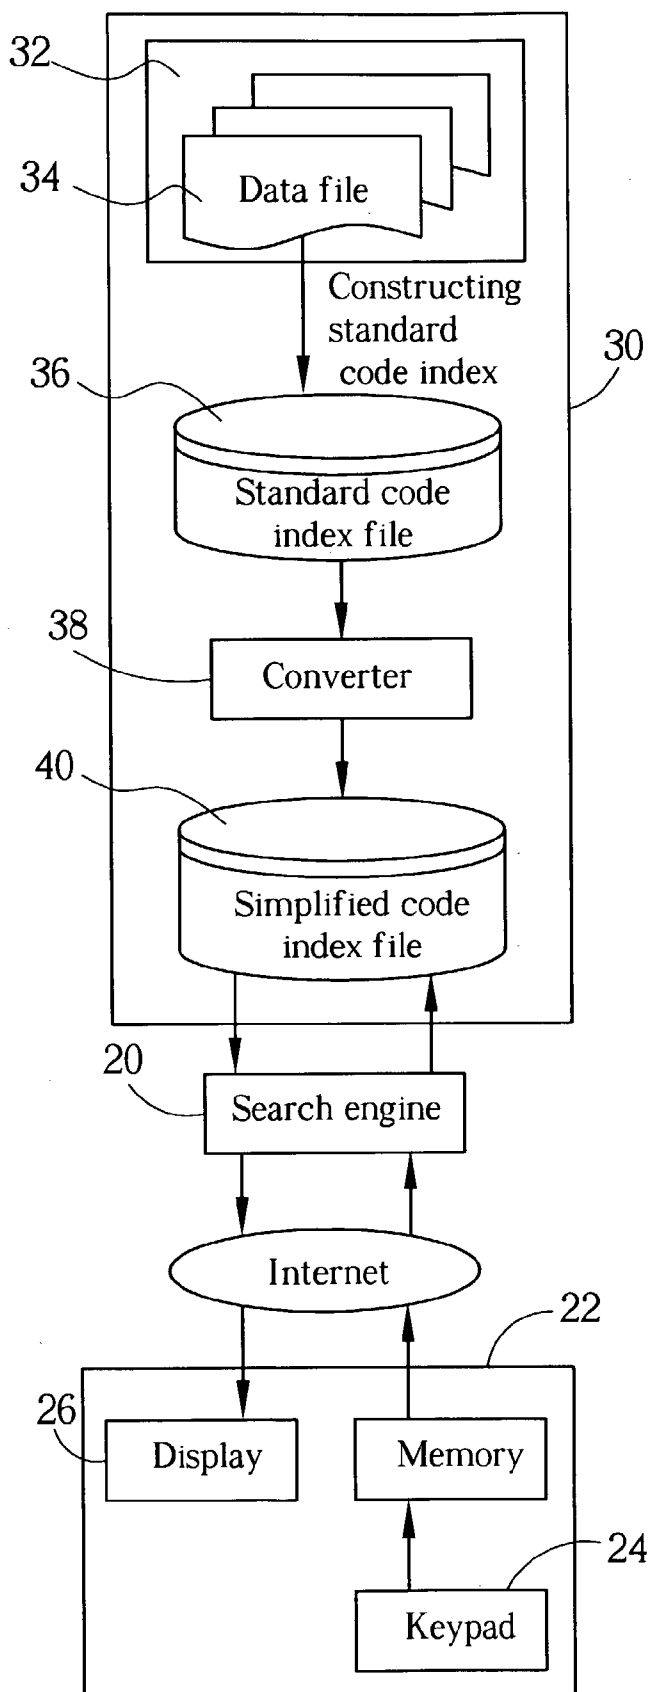 32
34
Data file
Constructing
standard
code index
30
36
Standard code
index file
38
Converter
40
Simplified code
index file
20
Search engine
Internet
22
26
Display
Memory
24
Keypad